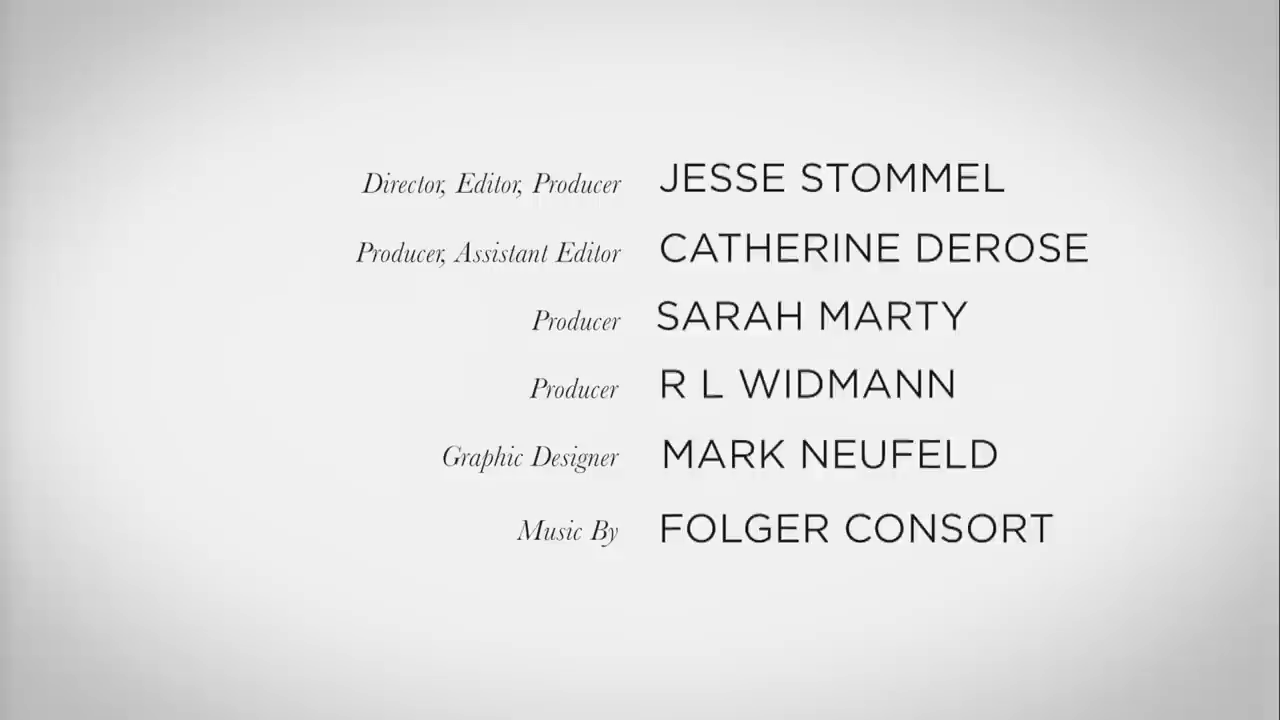 Director, Editor, Producer JESSE STOMMEL
Producer, Assistant Editor CATHERINE DEROSE
Producer SARAH MARTY
Producer R L WIDMANN
Graphic Designer MARK NEUFELD
Music By FOLGER CONSORT